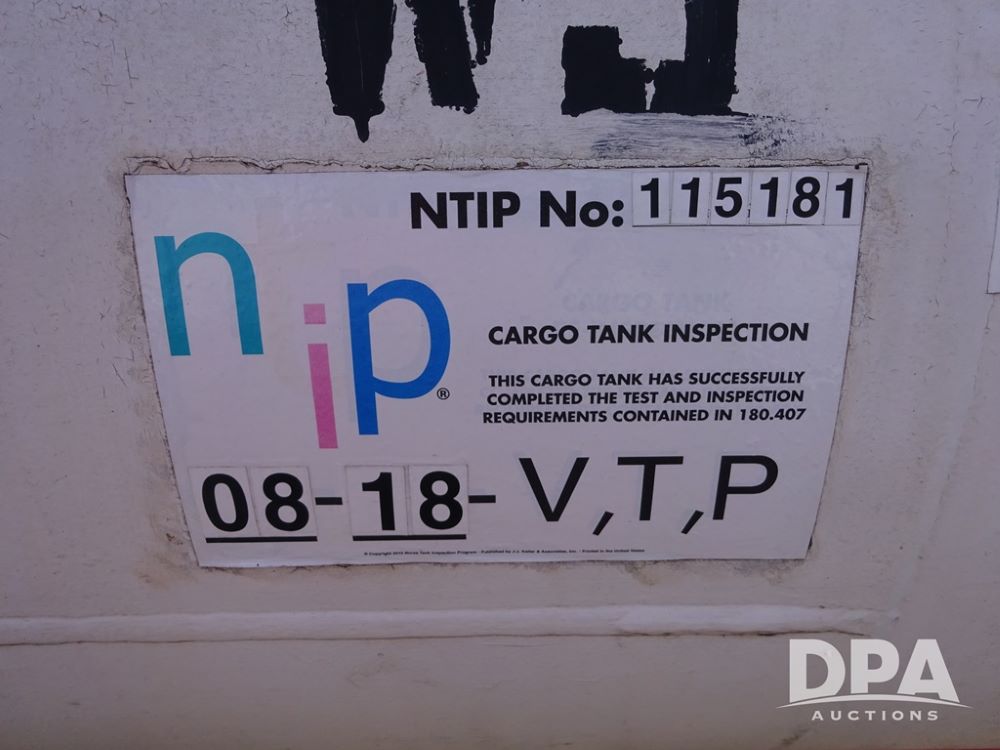 NTIP No: 115181
nip®
CARGO TANK INSPECTION
THIS CARGO TANK HAS SUCCESSFULLY
COMPLETED THE TEST AND INSPECTION
REQUIREMENTS CONTAINED IN 180.407
08-18-V,T,P
DPA
AUCTIONS